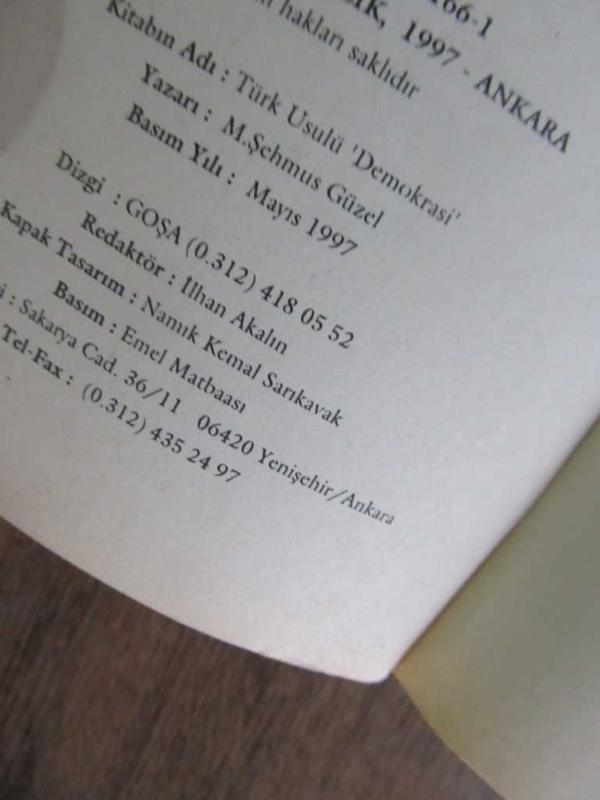 66-1
1997 - ANKARA
hakları saklıdır
Kitabın Adı : Türk Usulü 'Demokrasi'
Yazarı : M.Şehmus Güzel
Basım Yılı : Mayıs 1997
Dizgi : GOŞA (0.312) 418 05 52
Redaktör : İlhan Akalın
Kapak Tasarım : Namık Kemal Sarıkavak
Basım : Emel Matbaası
i : Sakarya Cad. 36/11 06420 Yenişehir/Ankara
Tel-Fax : (0.312) 435 24 97